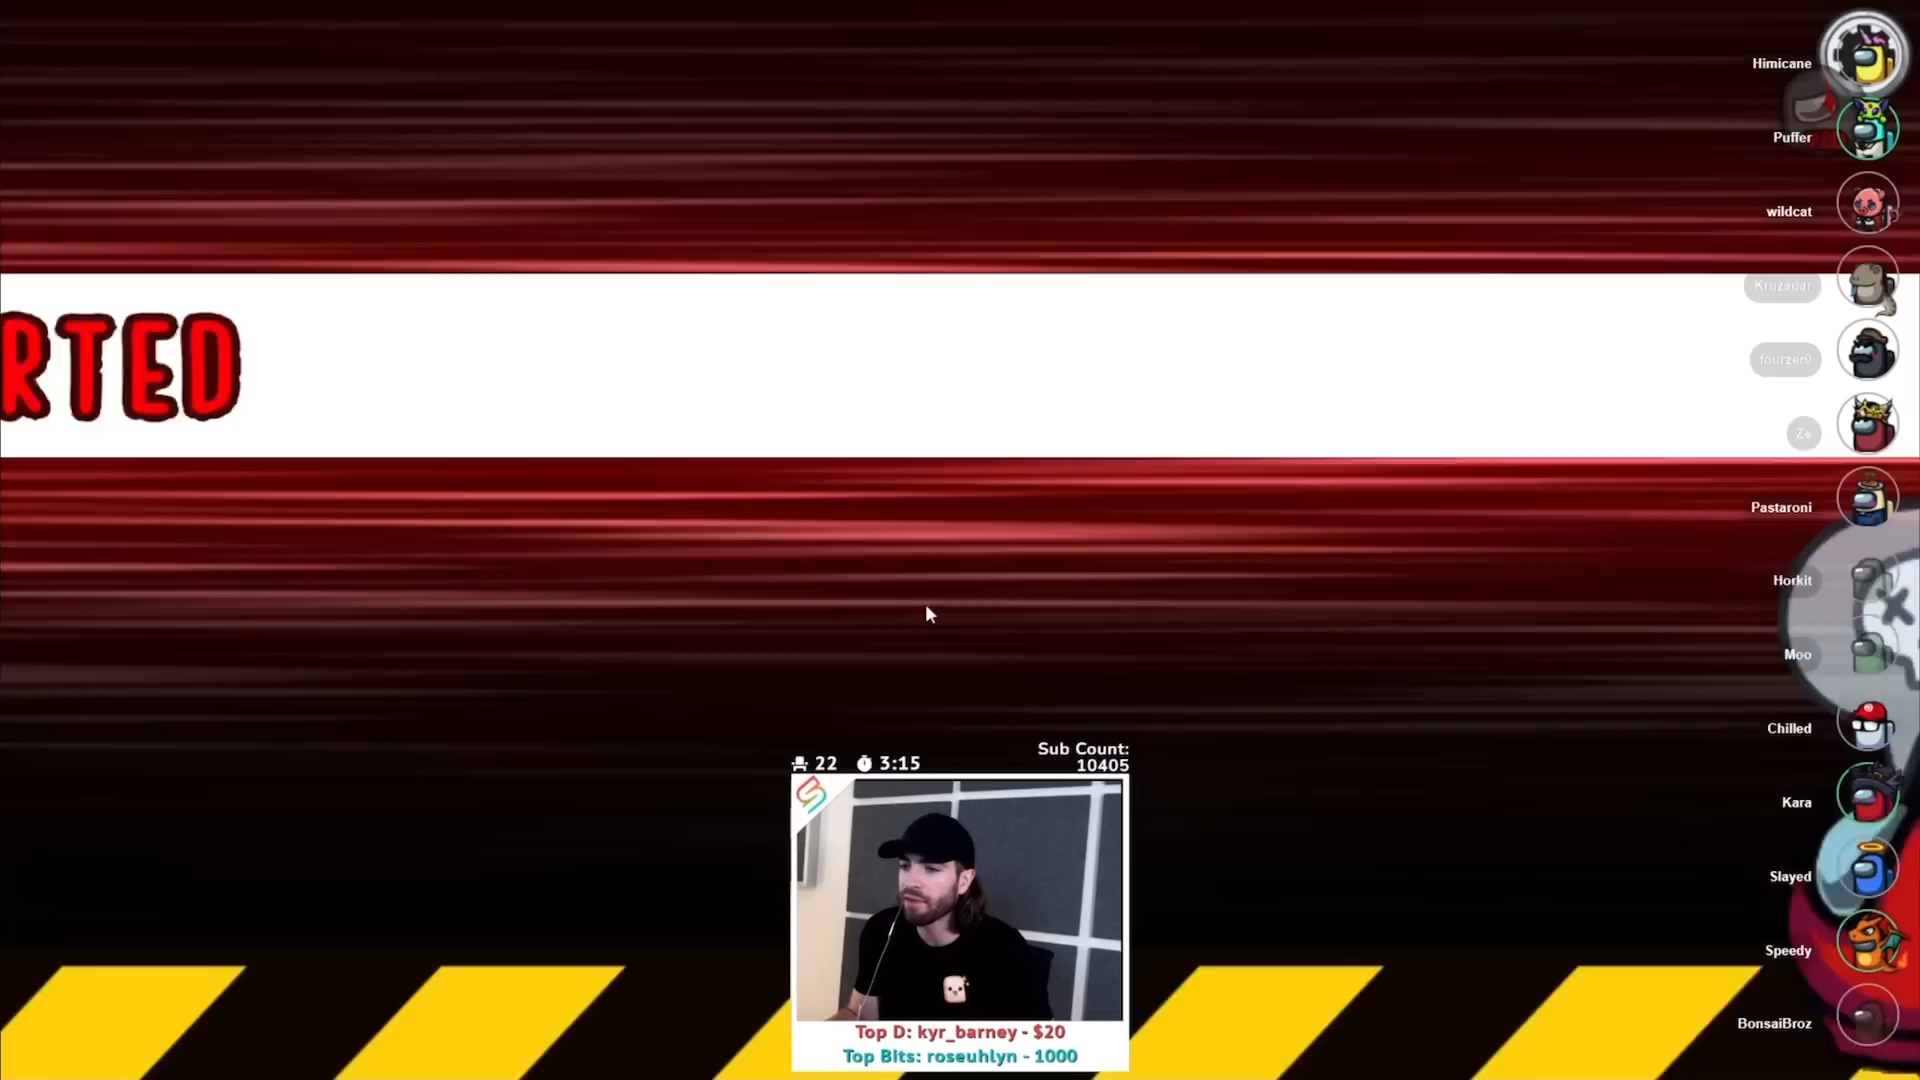 Himicane
Puffer
wildcat
Kruzadar
RTED
fourzer0
Ze
Pastaroni
Horkit
Moo
Chilled
22 3:15 Sub Count:
10405
Kara
Slayed
Speedy
BonsaiBroz
Top D: kyr_barney - $20
Top Bits: roseuhlyn - 1000